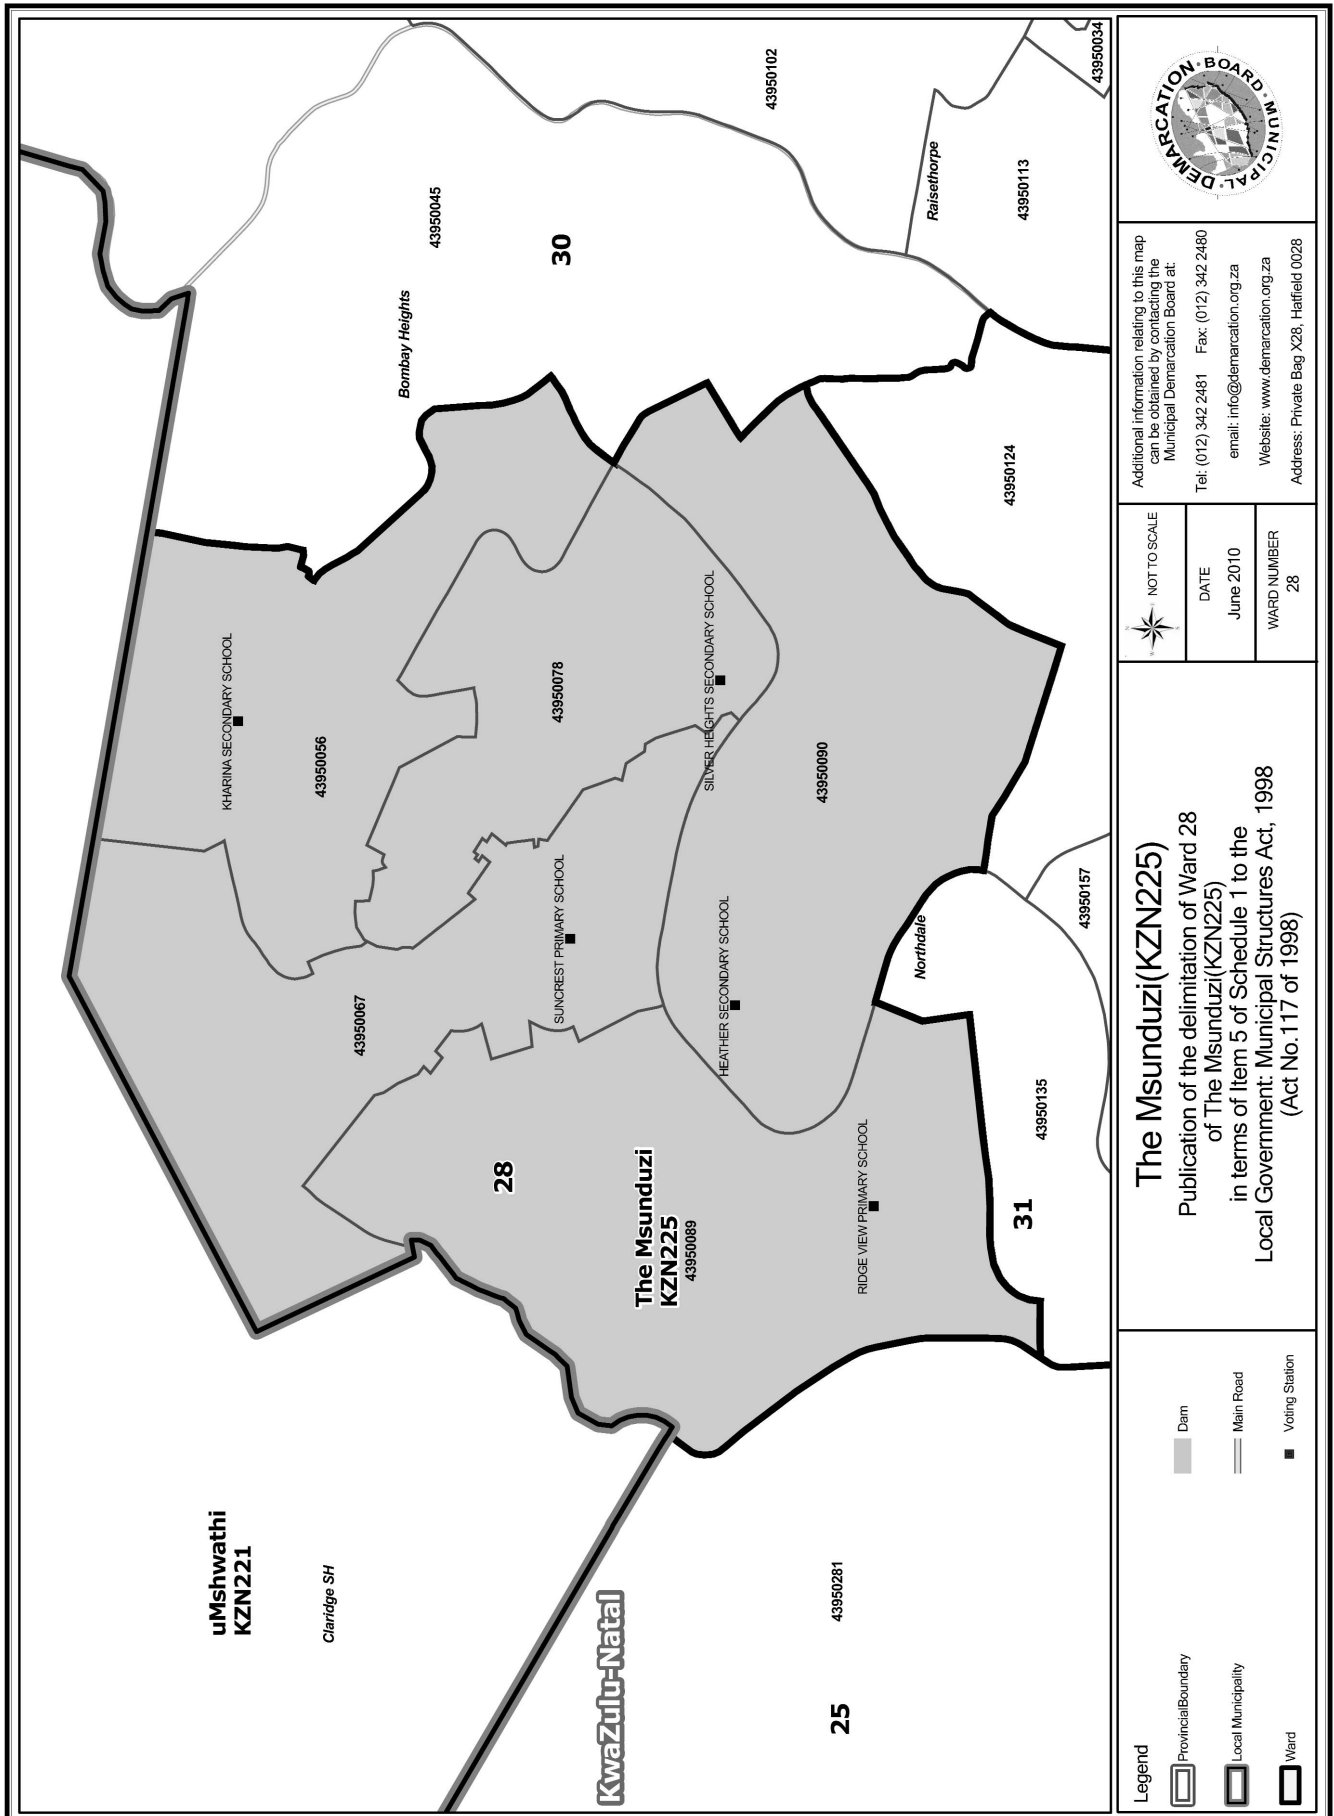 uMshwathi
KZN221
Claridge SH
KwaZulu-Natal
25
43950281
28
The Msunduzi
KZN225
43950089
43950067
43950056
43950078
43950090
KHARINA SECONDARY SCHOOL
SUNCREST PRIMARY SCHOOL
SILVER HEIGHTS SECONDARY SCHOOL
HEATHER SECONDARY SCHOOL
RIDGE VIEW PRIMARY SCHOOL
Northdale
31
43950135
43950157
43950124
Bombay Heights
43950045
30
43950102
Raisethorpe
43950113
43950034
Legend
ProvincialBoundary
Local Municipality
Ward
Dam
Main Road
Voting Station
The Msunduzi(KZN225)
Publication of the delimitation of Ward 28
of The Msunduzi(KZN225)
in terms of Item 5 of Schedule 1 to the
Local Government: Municipal Structures Act, 1998
(Act No.117 of 1998)
NOT TO SCALE
DATE
June 2010
WARD NUMBER
28
Additional information relating to this map
can be obtained by contacting the
Municipal Demarcation Board at:
Tel: (012) 342 2481 Fax: (012) 342 2480
email: info@demarcation.org.za
Website: www.demarcation.org.za
Address: Private Bag X28, Hatfield 0028
MUNICIPAL · DEMARCATION · BOARD ·